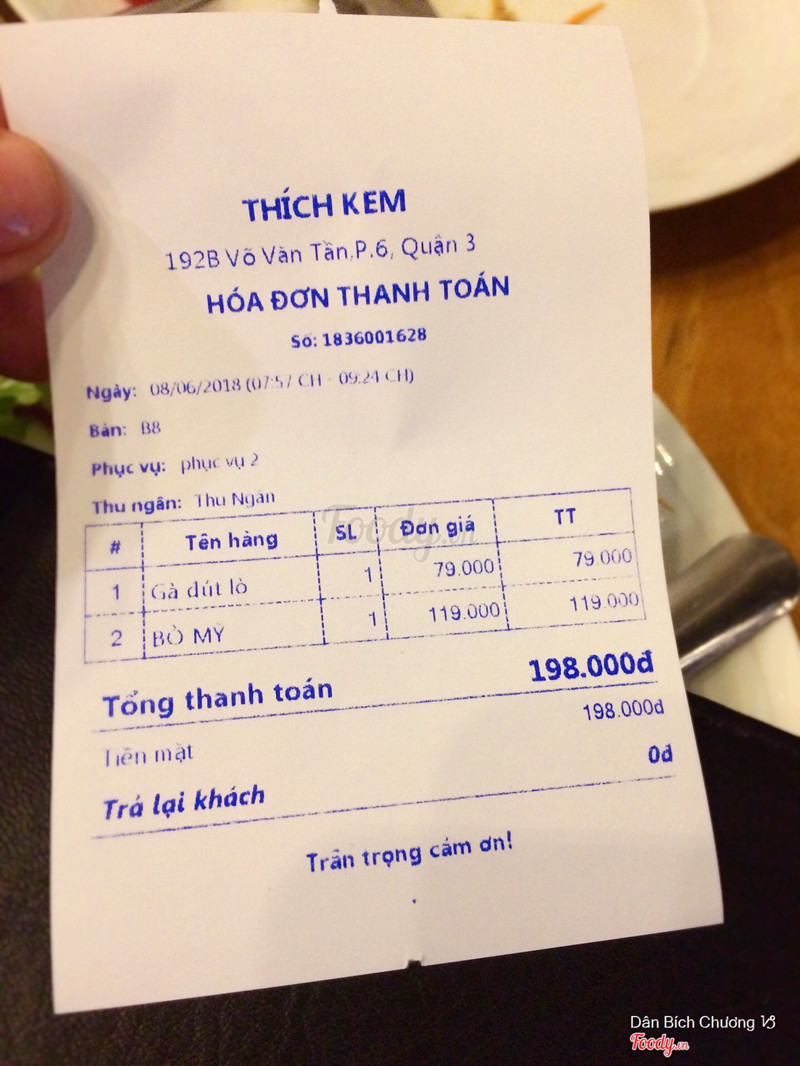 THÍCH KEM
192B Võ Văn Tần,P.6, Quận 3
HÓA ĐƠN THANH TOÁN
Số: 1836001628
Ngày: 08/06/2018 (07:57 CH - 09:24 CH)
Bàn: B8
Phục vụ: phục vụ 2
Thu ngân: Thu Ngân
# Tên hàng SL Đơn giá TT
1 Gà đút lò 1 79.000 79.000
2 BÒ MỸ 1 119.000 119.000
Tổng thanh toán 198.000đ
Tiền mặt 198.000đ
Trả lại khách 0đ
Trân trọng cảm ơn!
Foody.vn
Dân Bích Chương
Foody.vn